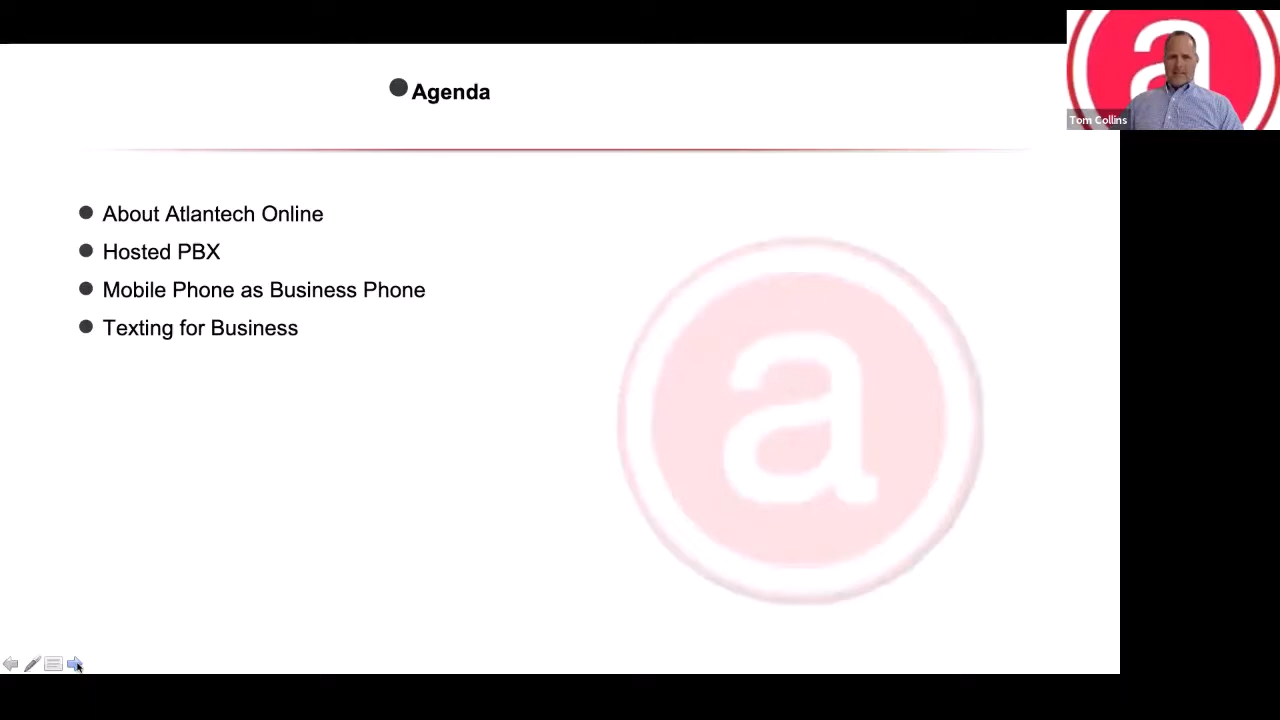 Agenda
About Atlantech Online
Hosted PBX
Mobile Phone as Business Phone
Texting for Business
a
a
Tom Collins